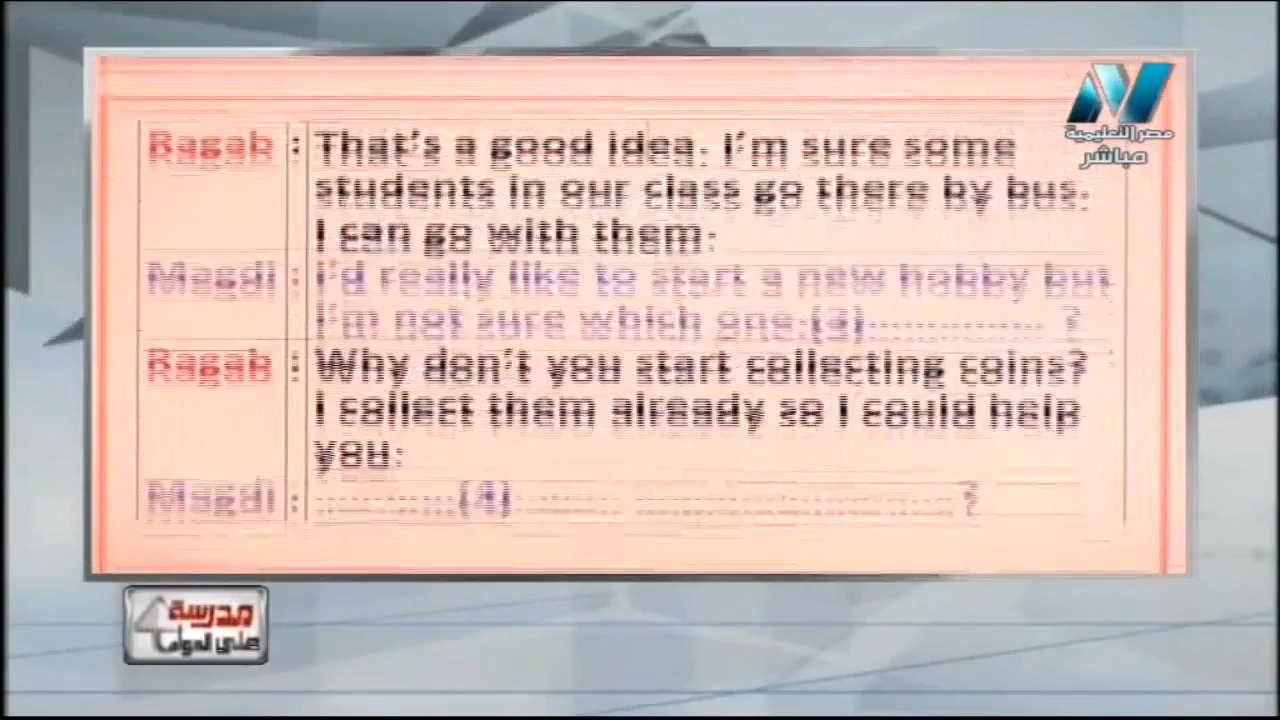 مصر التعليمية
مباشر
Ragab : That's a good idea. I'm sure some
students in our class go there by bus.
I can go with them.
Magdi : I'd really like to start a new hobby but
I'm not sure which one.(3)............... ?
Ragab : Why don't you start collecting coins?
I collect them already so I could help
you.
Magdi : ...........(4)................................?
مدرسة
على الهواء